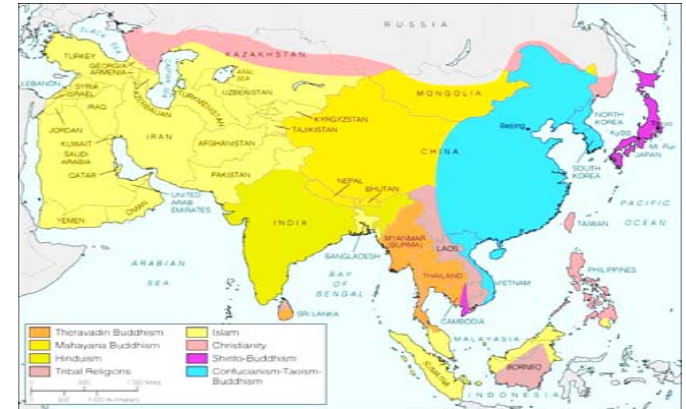 RUSSIA
BLACK SEA
KAZAKHSTAN
TURKEY
GEORGIA
ARMENIA
CASPIAN SEA
ARAL
SEA
UZBEKISTAN
MONGOLIA
LEBANON
SYRIA
ISRAEL
AZERBAIJAN
TURKMENISTAN
KYRGYZSTAN
TAJIKISTAN
Beijing
NORTH
KOREA
Tokyo
Kyoto
IRAQ
IRAN
AFGHANISTAN
CHINA
JORDAN
KUWAIT
SAUDI
ARABIA
SOUTH
KOREA
JAPAN
QATAR
PAKISTAN
NEPAL
BHUTAN
UNITED
ARAB
EMIRATES
OMAN
PACIFIC
OCEAN
YEMEN
INDIA
MYANMAR
(BURMA)
LAOS
TAIWAN
BANGLADESH
ARABIAN
SEA
BAY
OF
BENGAL
THAILAND
VIETNAM
PHILIPPINES
SRI LANKA
CAMBODIA
MALAYSIA
SUMATRA
BORNEO
INDONESIA
Theravadin Buddhism
Mahayana Buddhism
Hinduism
Tribal Religions
Islam
Christianity
Shinto-Buddhism
Confucianism-Taoism-
Buddhism